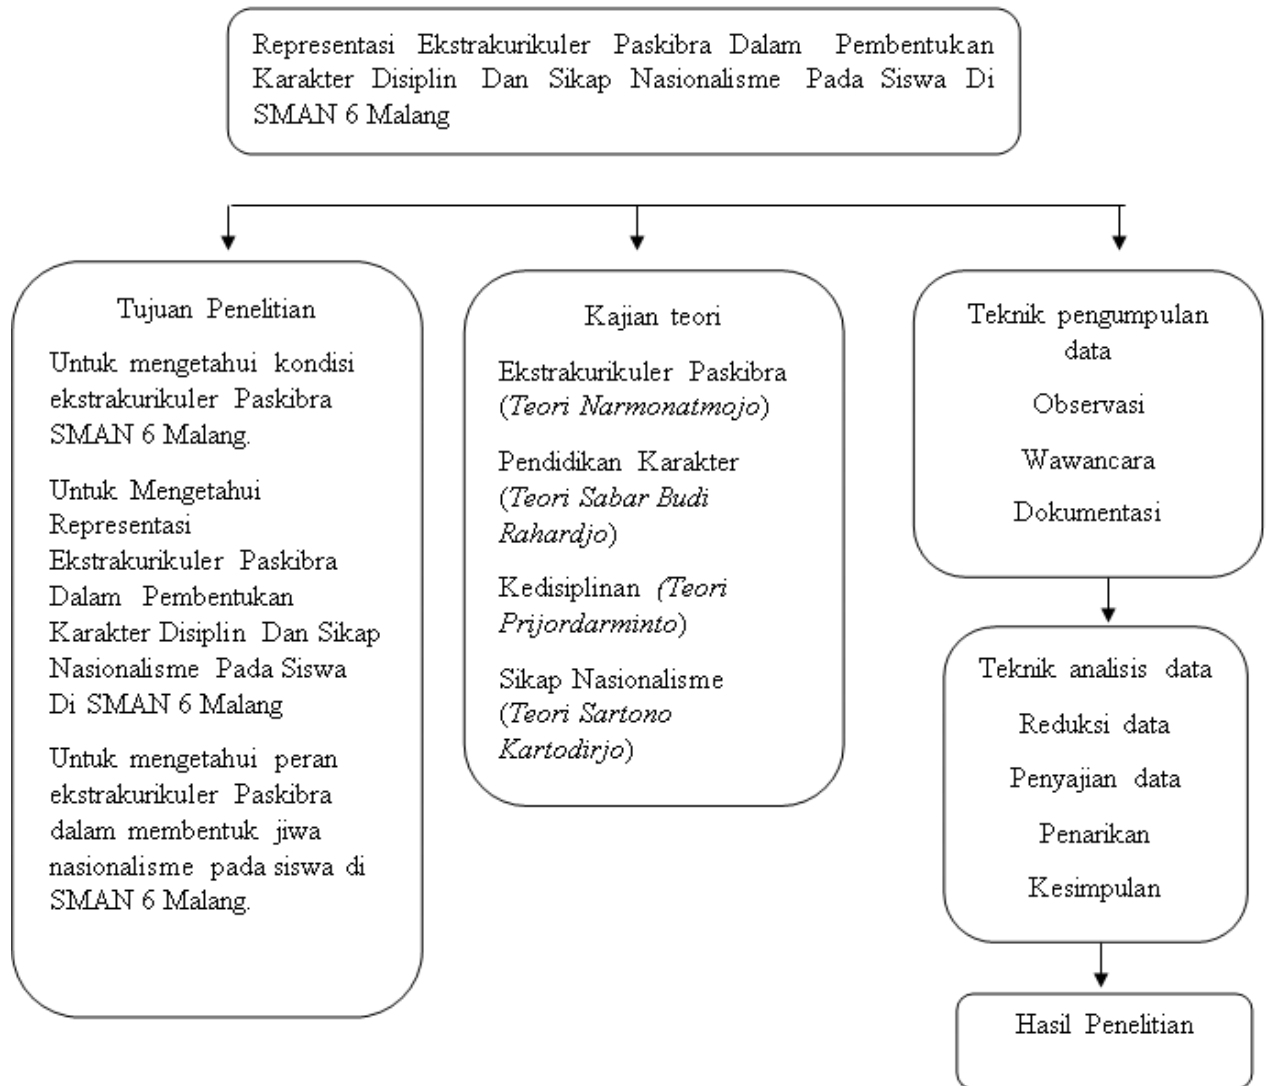 Representasi Ekstrakurikuler Paskibra Dalam Pembentukan
Karakter Disiplin Dan Sikap Nasionalisme Pada Siswa Di
SMAN 6 Malang
Tujuan Penelitian
Untuk mengetahui kondisi
ekstrakurikuler Paskibra
SMAN 6 Malang.
Untuk Mengetahui
Representasi
Ekstrakurikuler Paskibra
Dalam Pembentukan
Karakter Disiplin Dan Sikap
Nasionalisme Pada Siswa
Di SMAN 6 Malang
Untuk mengetahui peran
ekstrakurikuler Paskibra
dalam membentuk jiwa
nasionalisme pada siswa di
SMAN 6 Malang.
Kajian teori
Ekstrakurikuler Paskibra
(Teori Narmonatmojo)
Pendidikan Karakter
(Teori Sabar Budi
Rahardjo)
Kedisiplinan (Teori
Prijordarminto)
Sikap Nasionalisme
(Teori Sartono
Kartodirjo)
Teknik pengumpulan
data
Observasi
Wawancara
Dokumentasi
Teknik analisis data
Reduksi data
Penyajian data
Penarikan
Kesimpulan
Hasil Penelitian